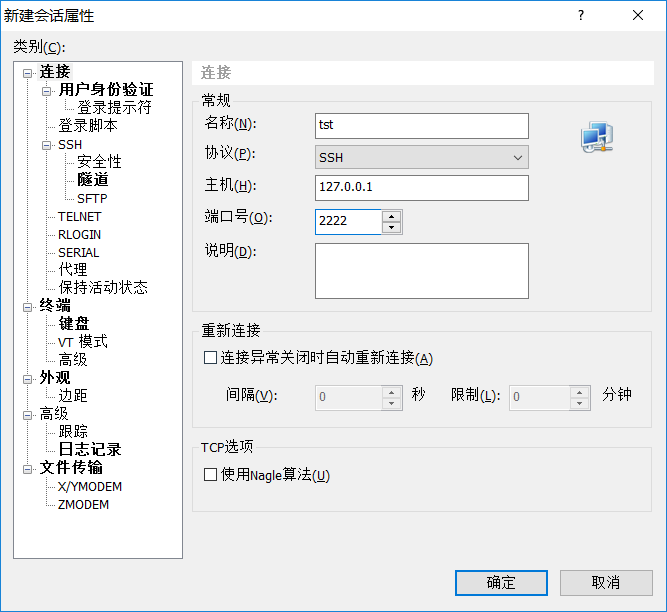 新建会话属性
?
类别(C):
连接
用户身份验证
登录提示符
登录脚本
SSH
安全性
隧道
SFTP
TELNET
RLOGIN
SERIAL
代理
保持活动状态
终端
键盘
VT 模式
高级
外观
边距
高级
跟踪
日志记录
文件传输
X/YMODEM
ZMODEM
连接
常规
名称(N): tst
协议(P): SSH
主机(H): 127.0.0.1
端口号(O): 2222
说明(D):
重新连接
连接异常关闭时自动重新连接(A)
间隔(V): 0 秒 限制(L): 0 分钟
TCP选项
使用Nagle算法(U)
确定 取消